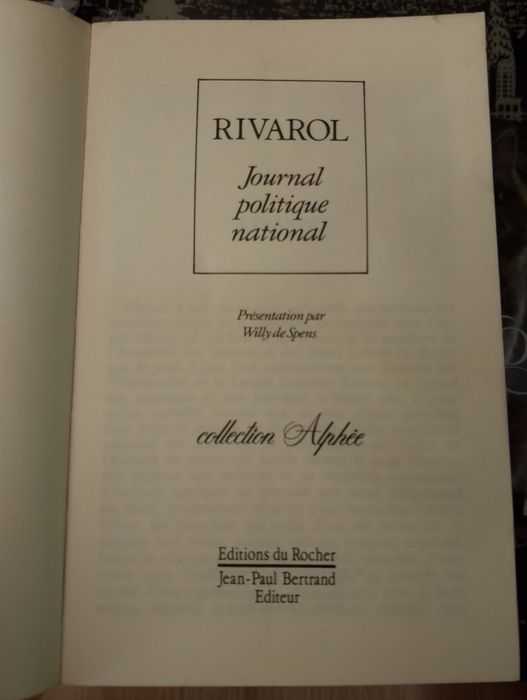 RIVAROL
Journal
politique
national
Présentation par
Willy de Spens
collection Alphée
Editions du Rocher
Jean-Paul Bertrand
Editeur